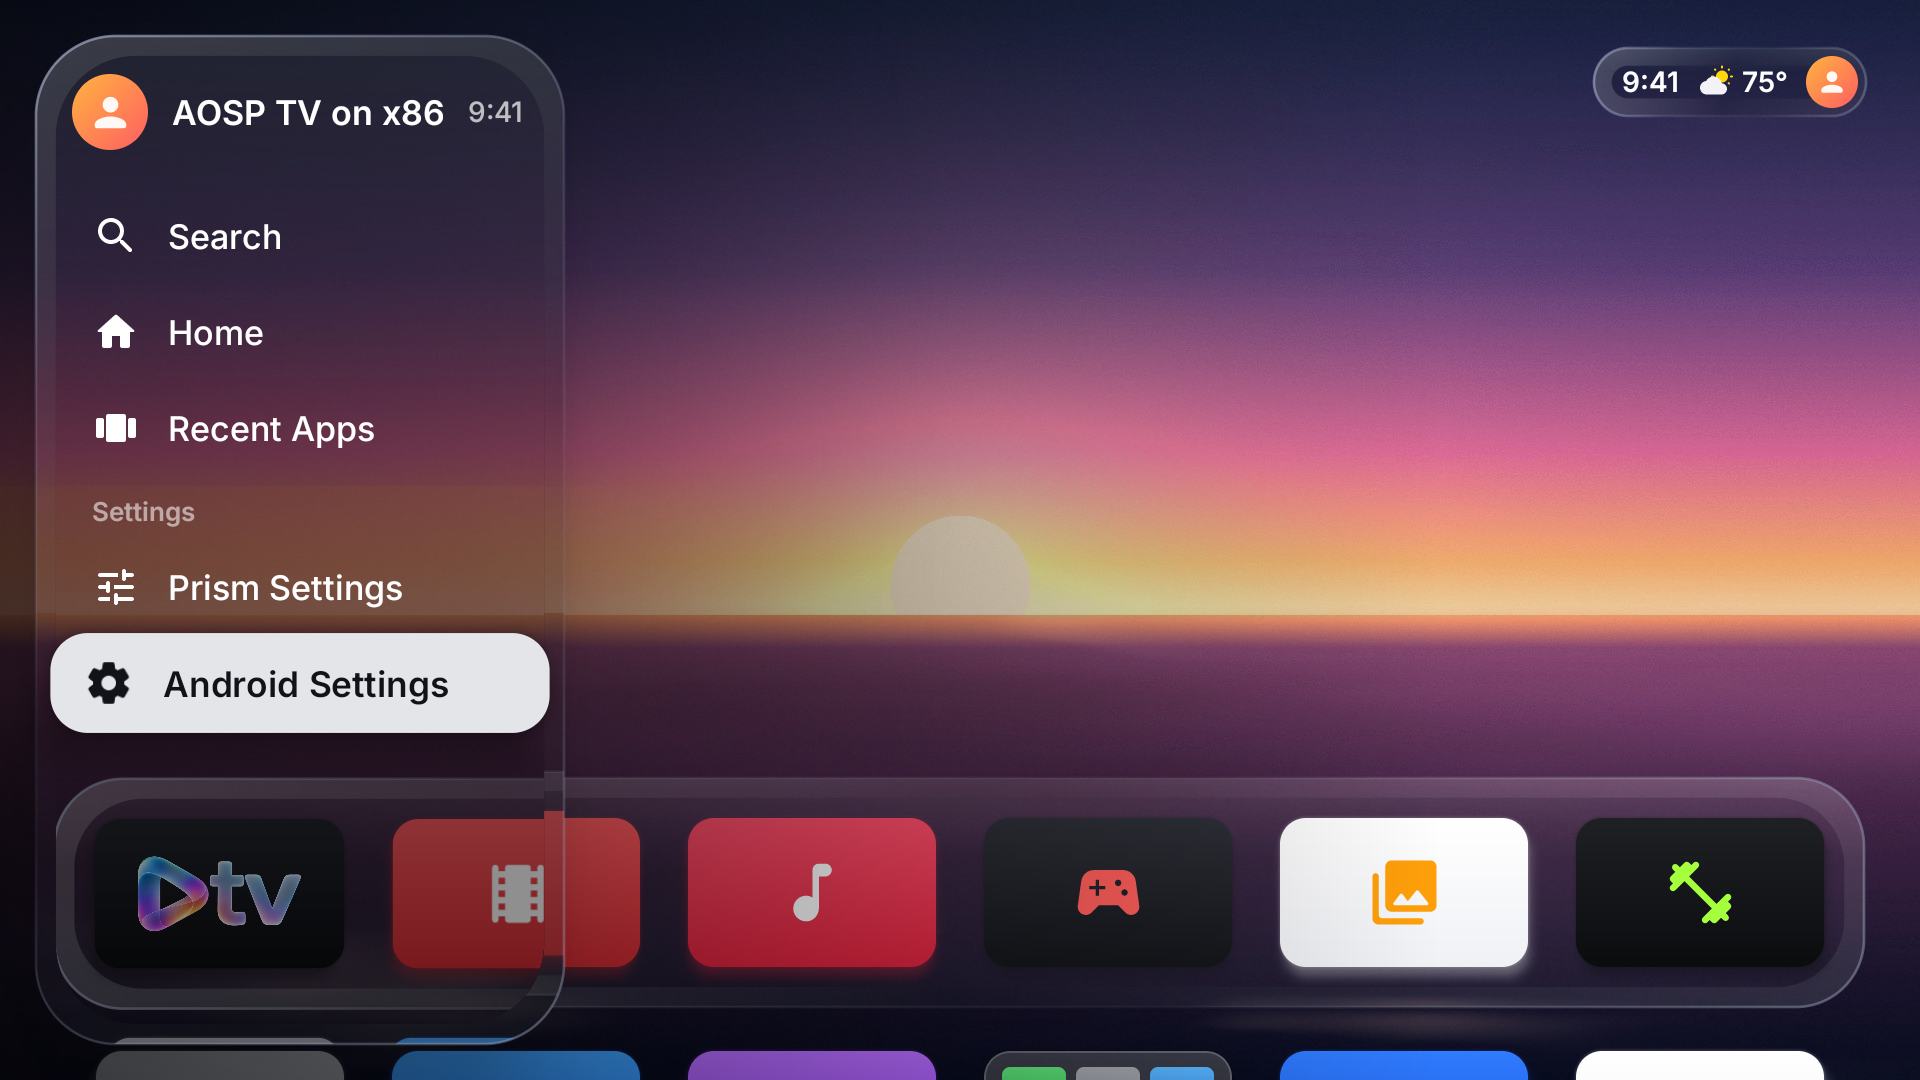 AOSP TV on x86 9:41
9:41 75°
Search
Home
Recent Apps
Settings
Prism Settings
Android Settings
tv